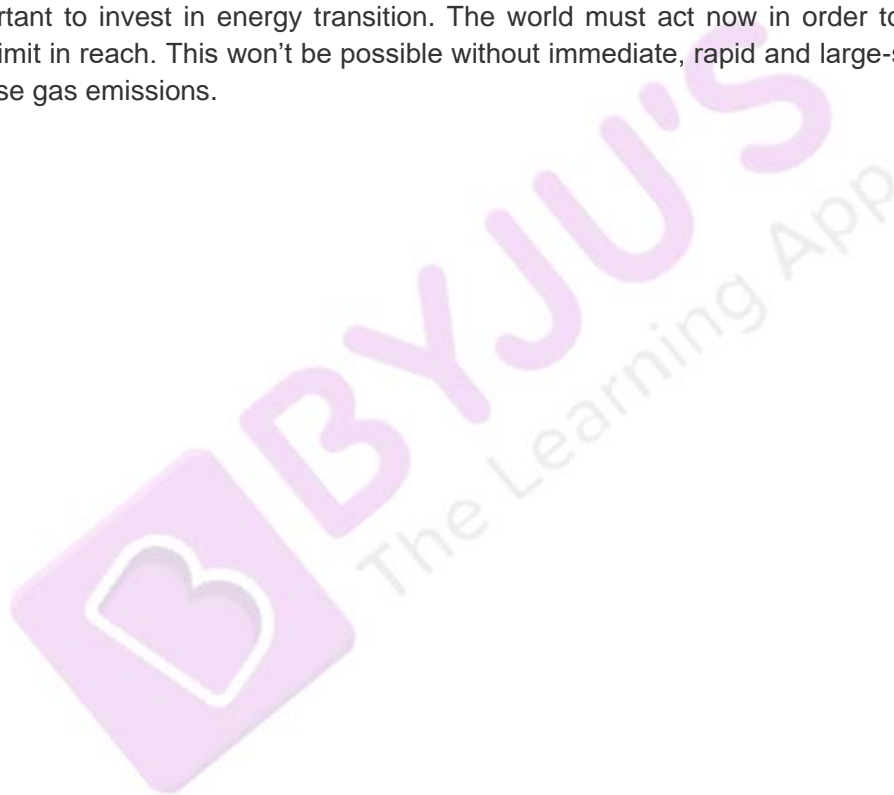 rtant to invest in energy transition. The world must act now in order to
imit in reach. This won’t be possible without immediate, rapid and large-s
se gas emissions.
BYJU'S
The Learning App